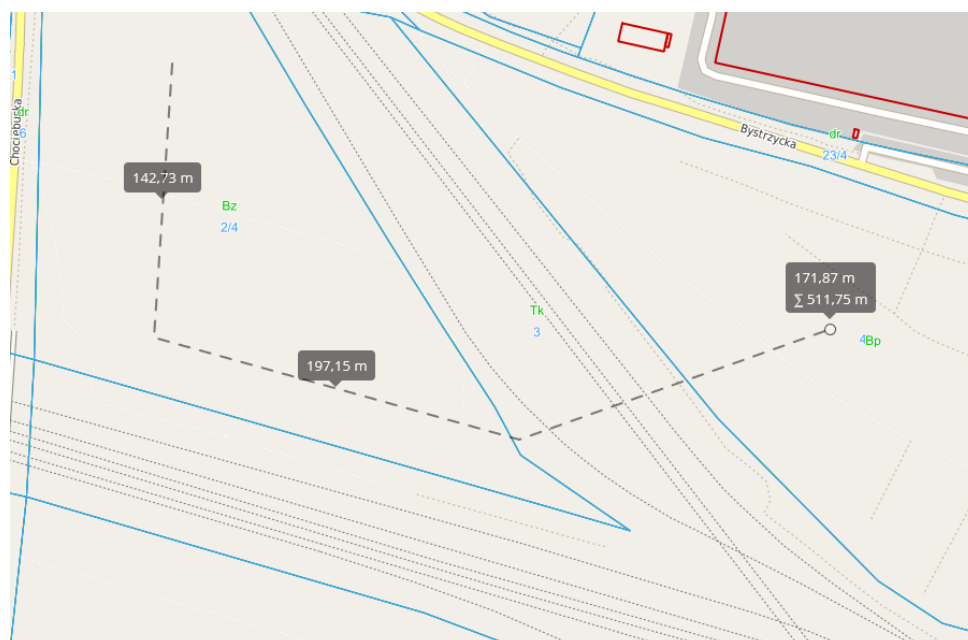 1
dr
6
Chociebuska
142,73 m
Bz
2/4
Bystrzycka
dr
23/4
171,87 m
∑ 511,75 m
Tk
3
4
Bp
197,15 m